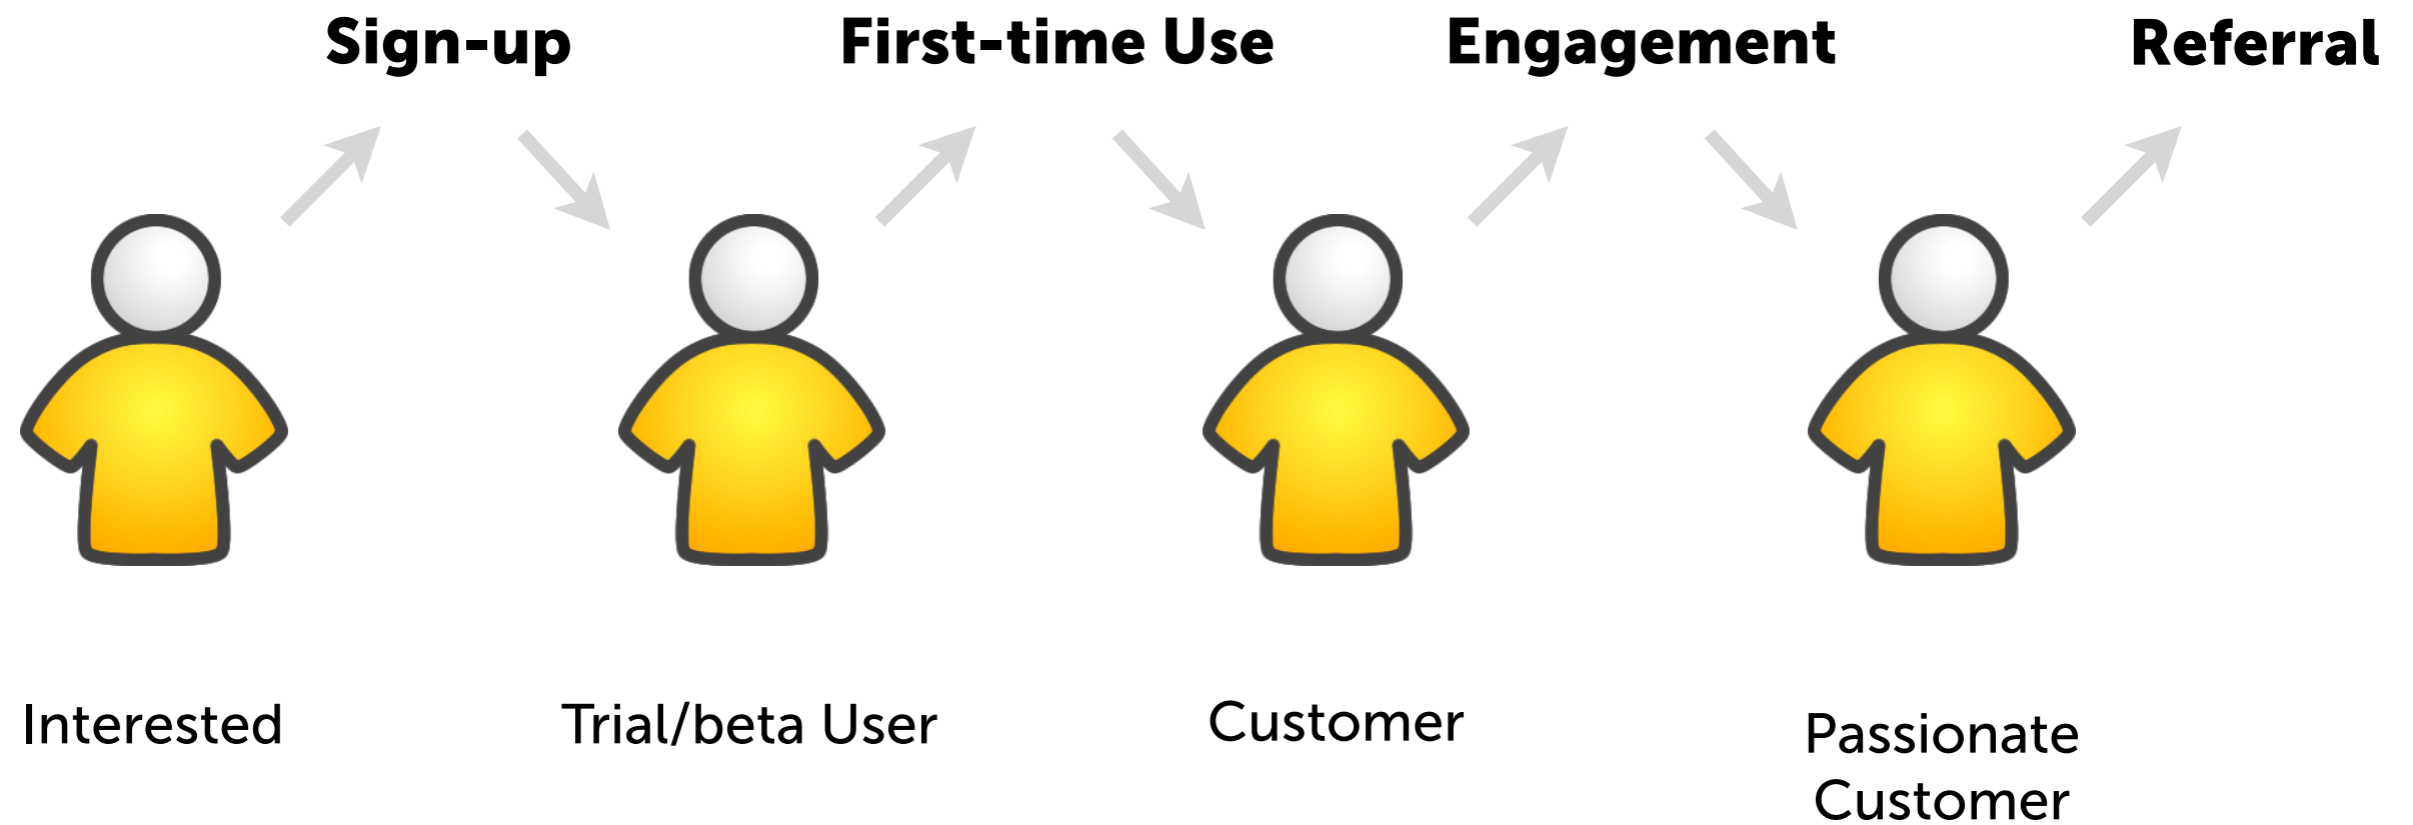 Sign-up
First-time Use
Engagement
Referral
Interested
Trial/beta User
Customer
Passionate
Customer